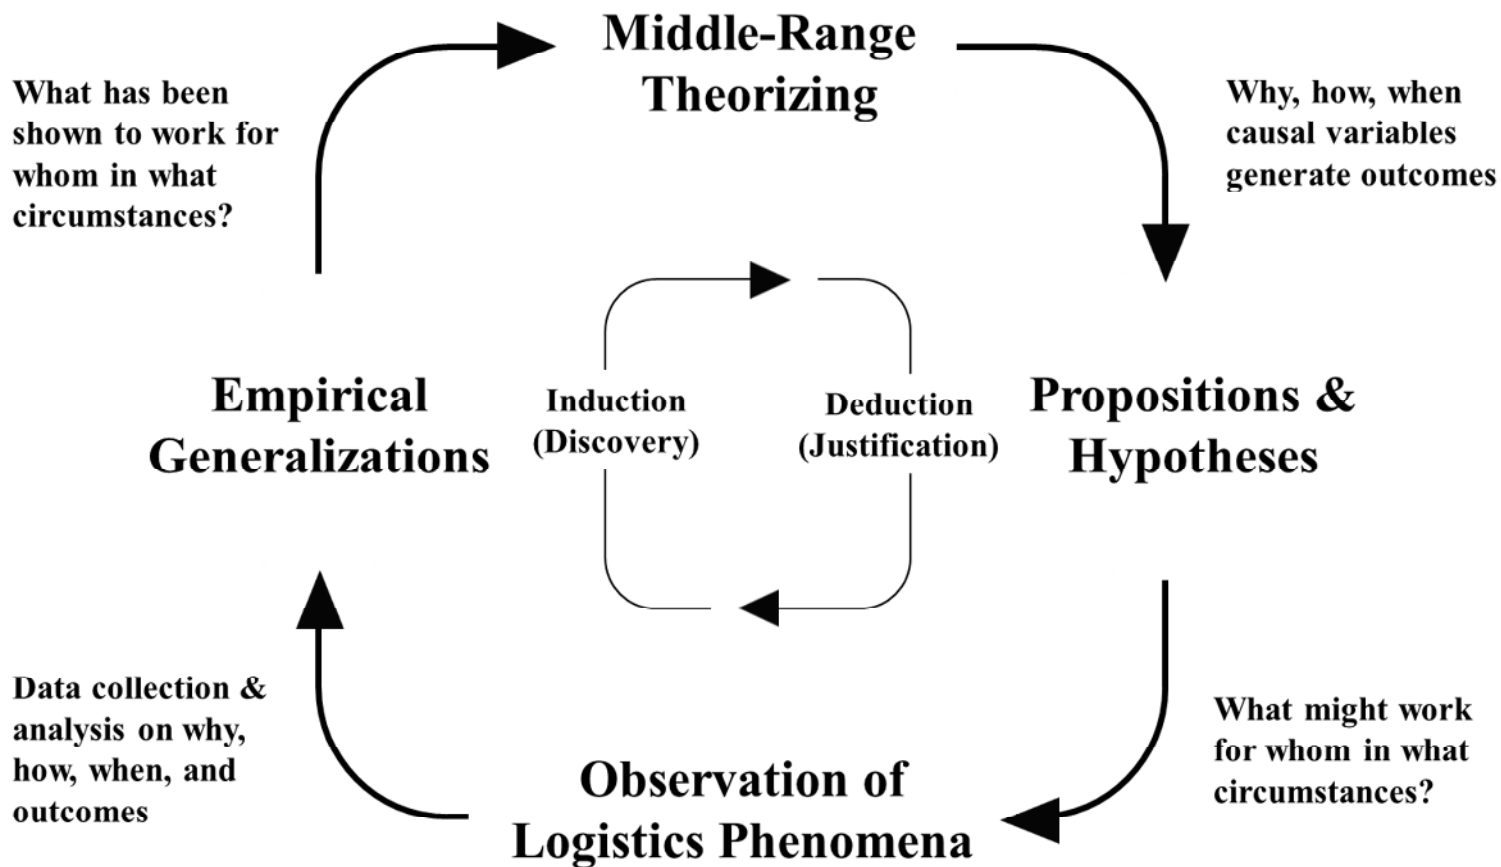 Middle-Range
Theorizing
What has been
shown to work for
whom in what
circumstances?
Why, how, when
causal variables
generate outcomes
Empirical
Generalizations
Induction
(Discovery)
Deduction
(Justification)
Propositions &
Hypotheses
Data collection &
analysis on why,
how, when, and
outcomes
What might work
for whom in what
circumstances?
Observation of
Logistics Phenomena